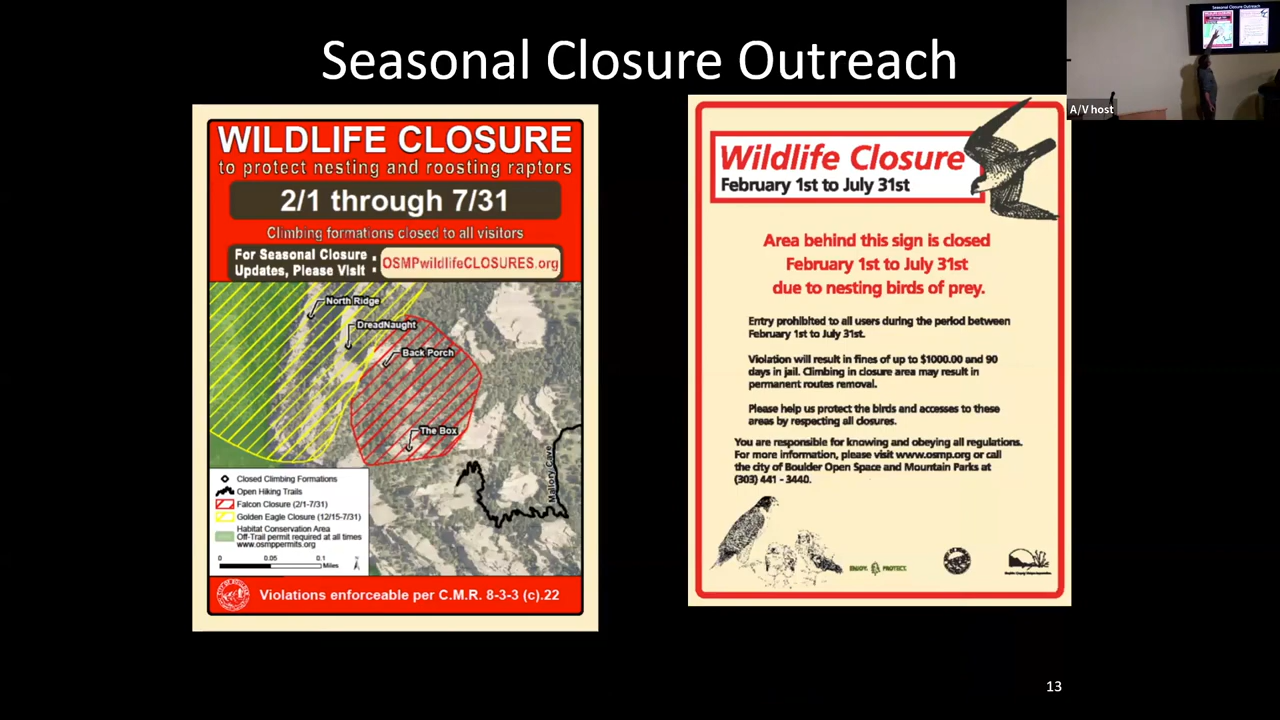 Seasonal Closure Outreach
WILDLIFE CLOSURE
to protect nesting and roosting raptors
2/1 through 7/31
Climbing formations closed to all visitors
For Seasonal Closure
Updates, Please Visit :
OSMPwildlifeCLOSURES.org
North Ridge
DreadNaught
Back Porch
The Box
Mallory Cave
Closed Climbing Formations
Open Hiking Trails
Falcon Closure (2/1-7/31)
Golden Eagle Closure (12/15-7/31)
Habitat Conservation Area
Off-Trail permit required at all times
www.osmppermits.org
0 0.05 0.1
Miles
Violations enforceable per C.M.R. 8-3-3 (c).22
Wildlife Closure
February 1st to July 31st
Area behind this sign is closed
February 1st to July 31st
due to nesting birds of prey.
Entry prohibited to all users during the period between
February 1st to July 31st.
Violation will result in fines of up to $1000.00 and 90
days in jail. Climbing in closure area may result in
permanent routes removal.
Please help us protect the birds and accesses to these
areas by respecting all closures.
You are responsible for knowing and obeying all regulations.
For more information, please visit www.osmp.org or call
the city of Boulder Open Space and Mountain Parks at
(303) 441 - 3440.
ENJOY. PROTECT.
13
Seasonal Closure Outreach
A/V host